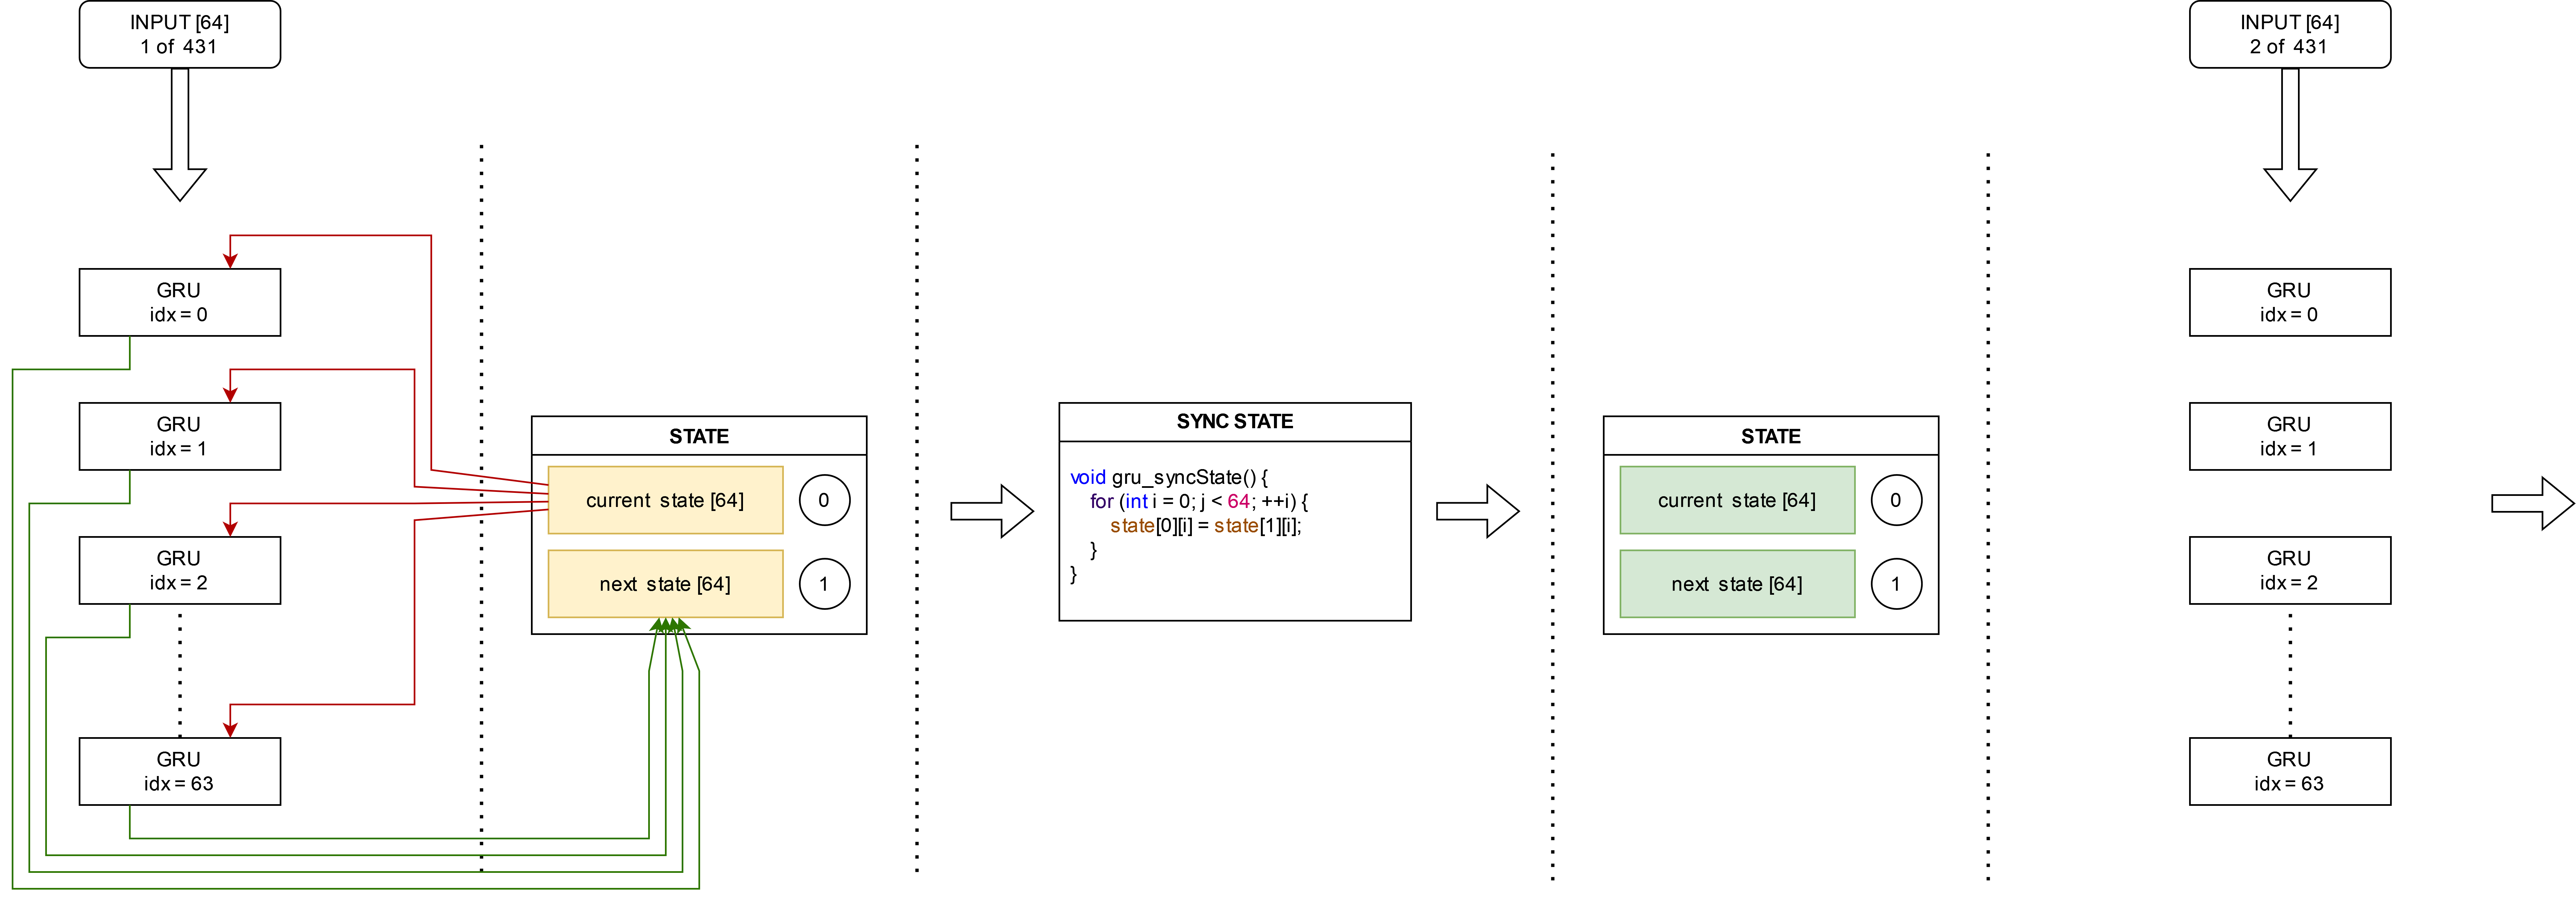 INPUT [64]
1 of 431
GRU
idx = 0
GRU
idx = 1
GRU
idx = 2
GRU
idx = 63
STATE
current state [64]
0
next state [64]
1
SYNC STATE
void gru_syncState() {
for (int i = 0; j < 64; ++i) {
state[0][i] = state[1][i];
}
}
STATE
current state [64]
0
next state [64]
1
INPUT [64]
2 of 431
GRU
idx = 0
GRU
idx = 1
GRU
idx = 2
GRU
idx = 63